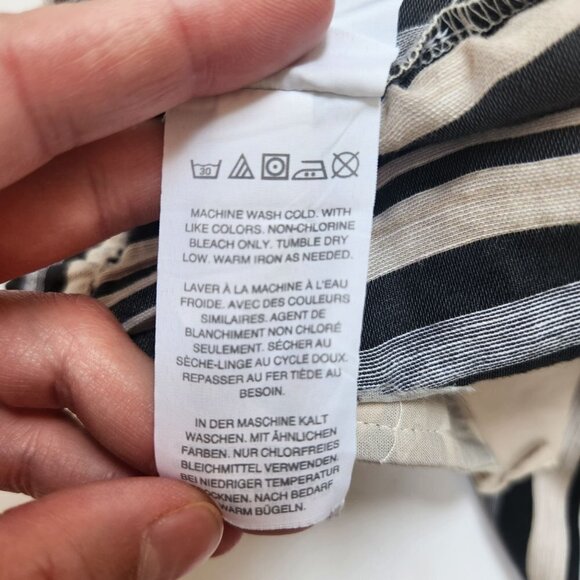 30
MACHINE WASH COLD. WITH
LIKE COLORS. NON-CHLORINE
BLEACH ONLY. TUMBLE DRY
LOW. WARM IRON AS NEEDED.
LAVER À LA MACHINE À L'EAU
FROIDE. AVEC DES COULEURS
SIMILAIRES. AGENT DE
BLANCHIMENT NON CHLORÉ
SEULEMENT. SÉCHER AU
SÈCHE-LINGE AU CYCLE DOUX.
REPASSER AU FER TIÈDE AU
BESOIN.
IN DER MASCHINE KALT
WASCHEN. MIT ÄHNLICHEN
FARBEN. NUR CHLORFREIES
BLEICHMITTEL VERWENDEN.
BEI NIEDRIGER TEMPERATUR
TROCKNEN. NACH BEDARF
WARM BÜGELN.